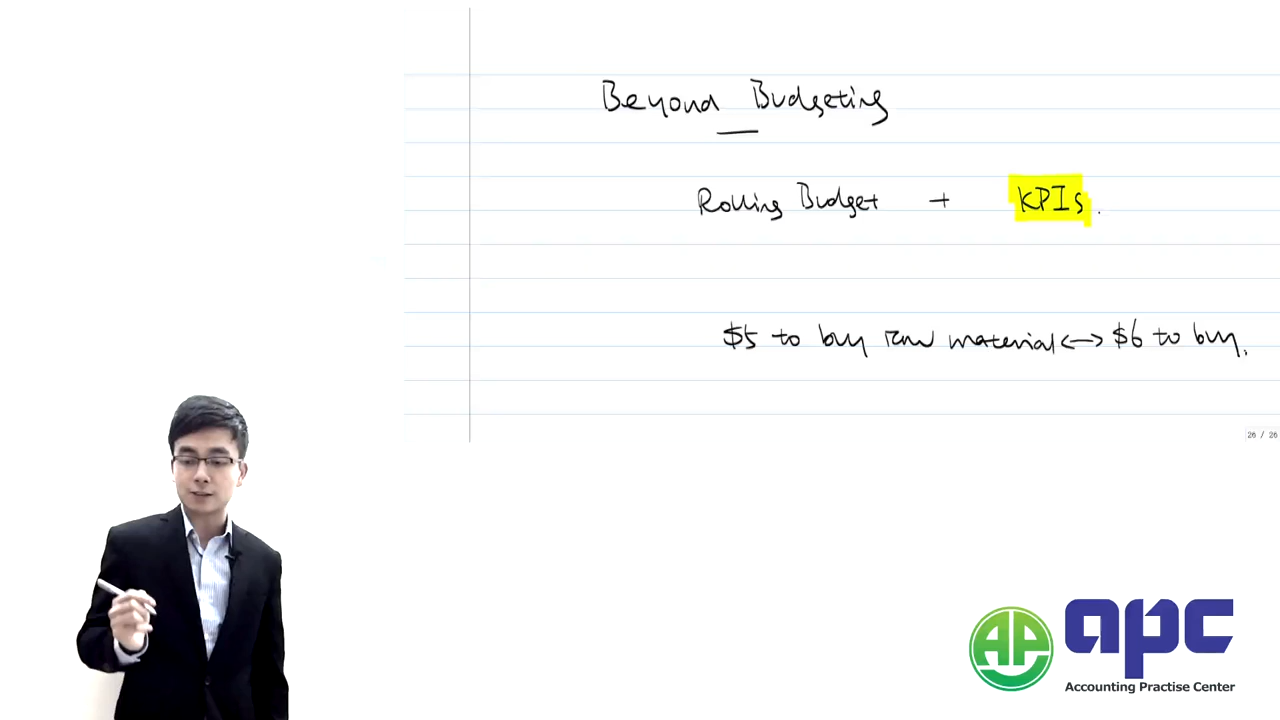 Beyond Budgeting
Rolling Budget + KPIs.
$5 to buy raw material <-> $6 to buy.
26 / 26
AP
apc
Accounting Practise Center